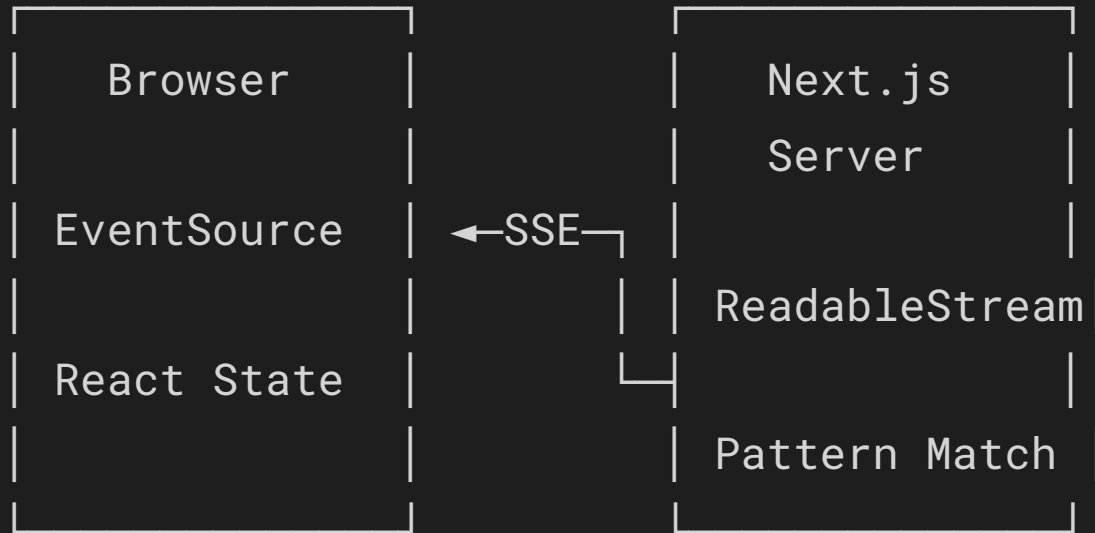 Browser
Next.js
Server
EventSource
SSE
ReadableStream
React State
Pattern Match